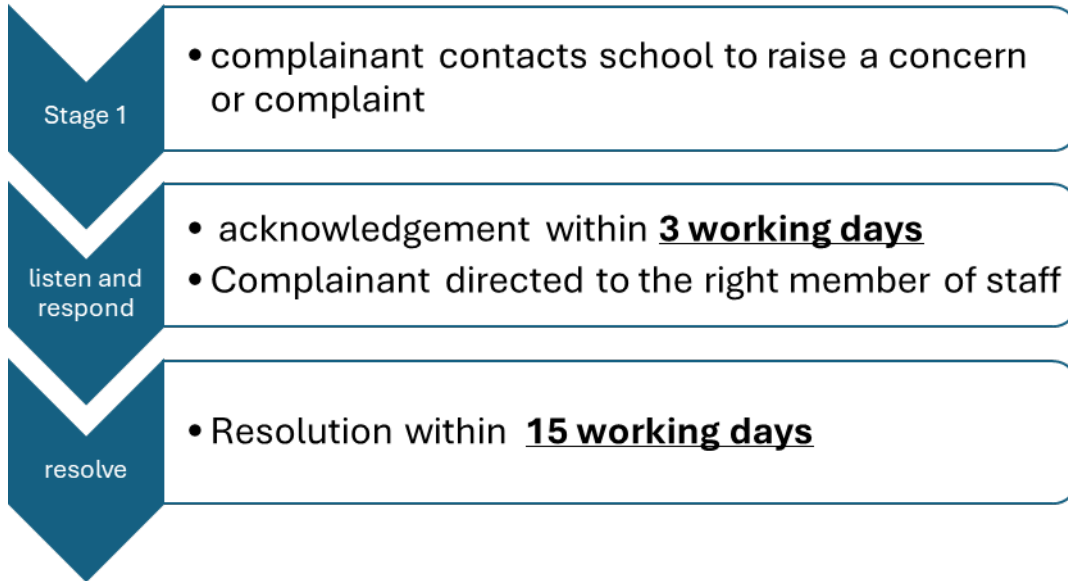 Stage 1
• complainant contacts school to raise a concern
or complaint
listen and
respond
• acknowledgement within 3 working days
• Complainant directed to the right member of staff
resolve
• Resolution within 15 working days